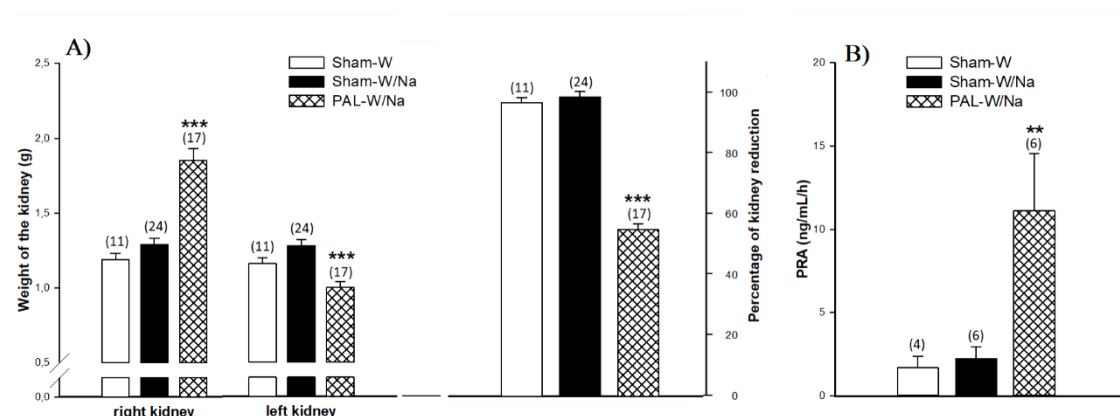 A)
Sham-W
Sham-W/Na
PAL-W/Na
Weight of the kidney (g)
2,5
2,0
1,5
1,0
0,5
0,0
(11)
(24)
***
(17)
(11)
(24)
***
(17)
right kidney
left kidney
(11)
(24)
***
(17)
Percentage of kidney reduction
100
80
60
40
20
0
B)
Sham-W
Sham-W/Na
PAL-W/Na
PRA (ng/mL/h)
20
15
10
5
0
(4)
(6)
**
(6)